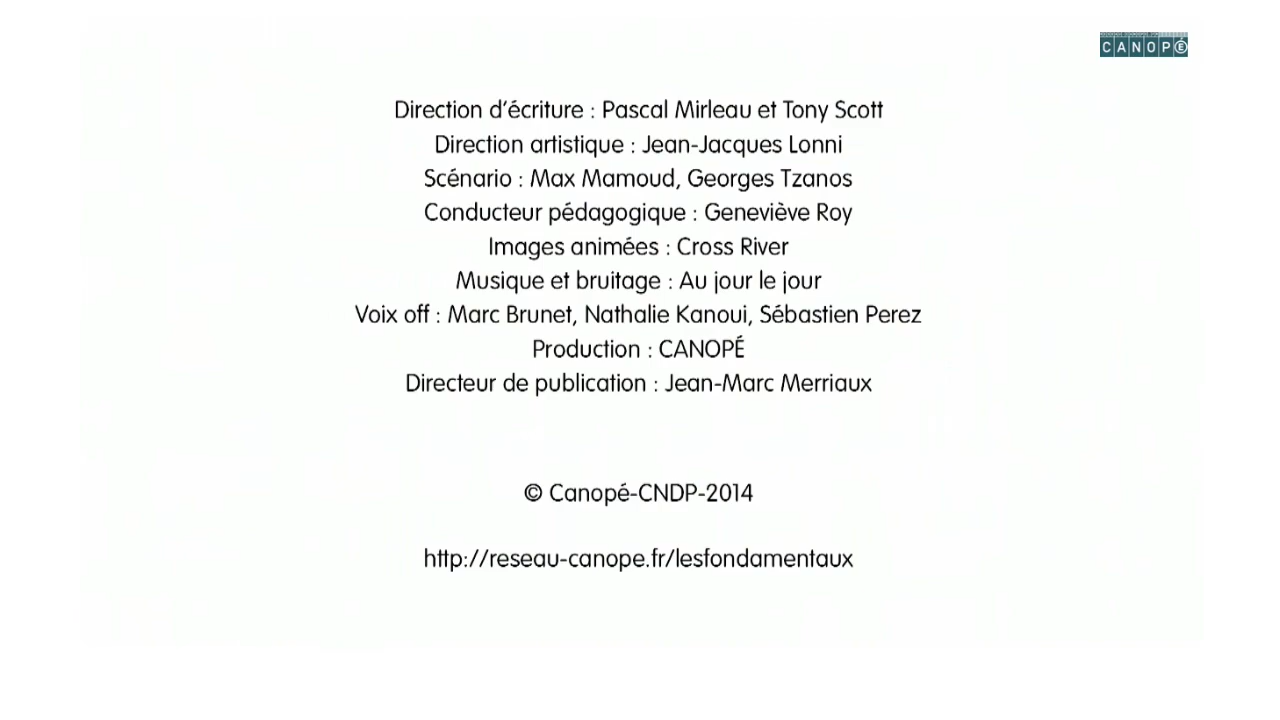 CANOPÉ
Direction d'écriture : Pascal Mirleau et Tony Scott
Direction artistique : Jean-Jacques Lonni
Scénario : Max Mamoud, Georges Tzanos
Conducteur pédagogique : Geneviève Roy
Images animées : Cross River
Musique et bruitage : Au jour le jour
Voix off : Marc Brunet, Nathalie Kanoui, Sébastien Perez
Production : CANOPÉ
Directeur de publication : Jean-Marc Merriaux
© Canopé-CNDP-2014
http://reseau-canope.fr/lesfondamentaux